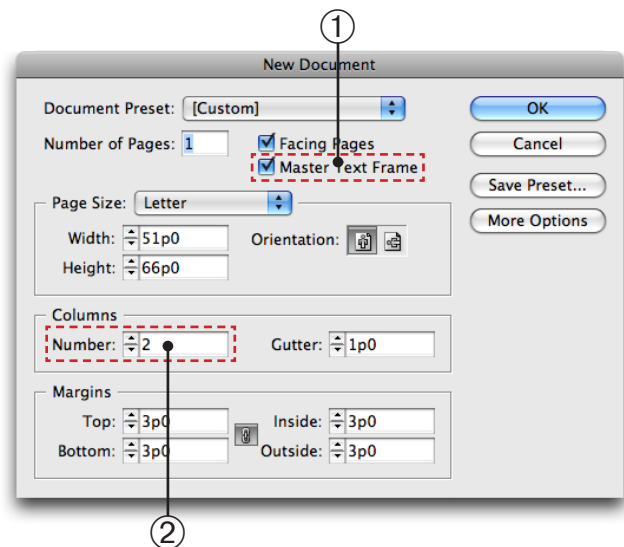 ①
New Document
Document Preset: [Custom]
OK
Number of Pages: 1
Facing Pages
Cancel
Master Text Frame
Save Preset...
Page Size: Letter
More Options
Width: 51p0
Orientation:
Height: 66p0
Columns
Number: 2
Gutter: 1p0
Margins
Top: 3p0
Inside: 3p0
Bottom: 3p0
Outside: 3p0
②